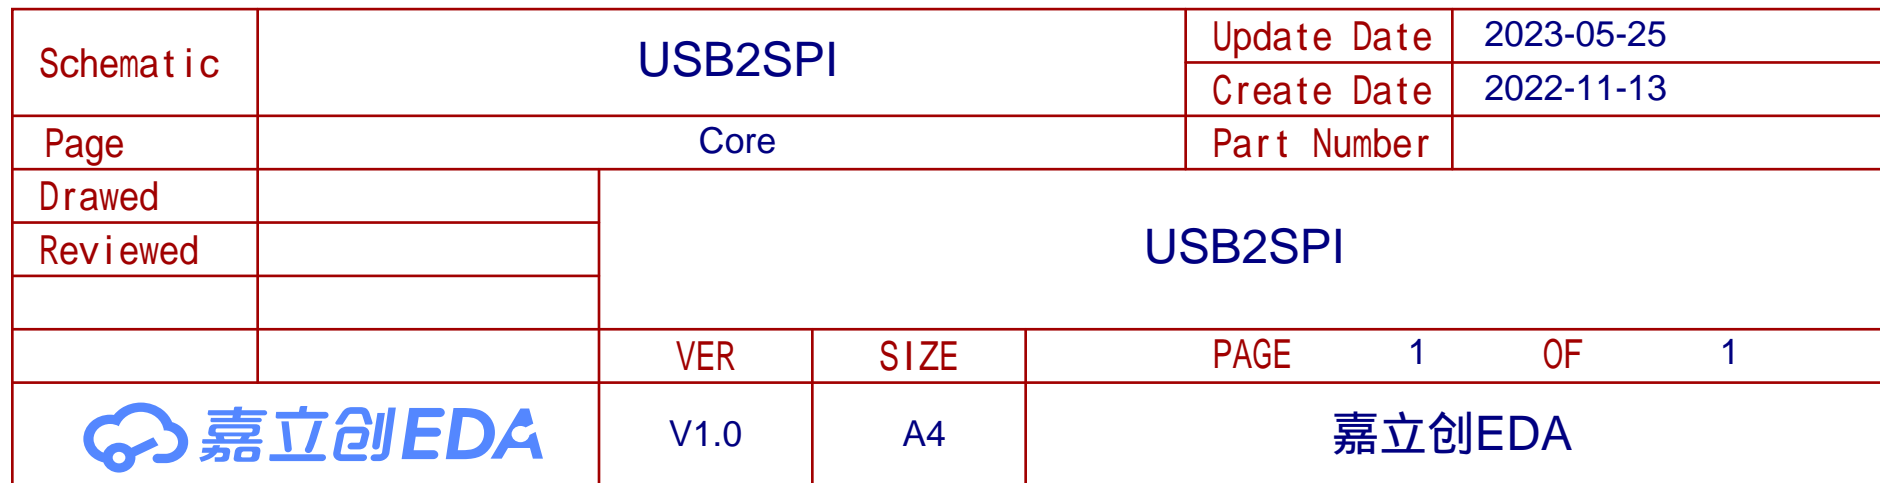 Schematic
USB2SPI
Update Date 2023-05-25
Create Date 2022-11-13
Page
Core
Part Number
Drawed
Reviewed
USB2SPI
VER SIZE PAGE 1 OF 1
嘉立创EDA
V1.0 A4 嘉立创EDA